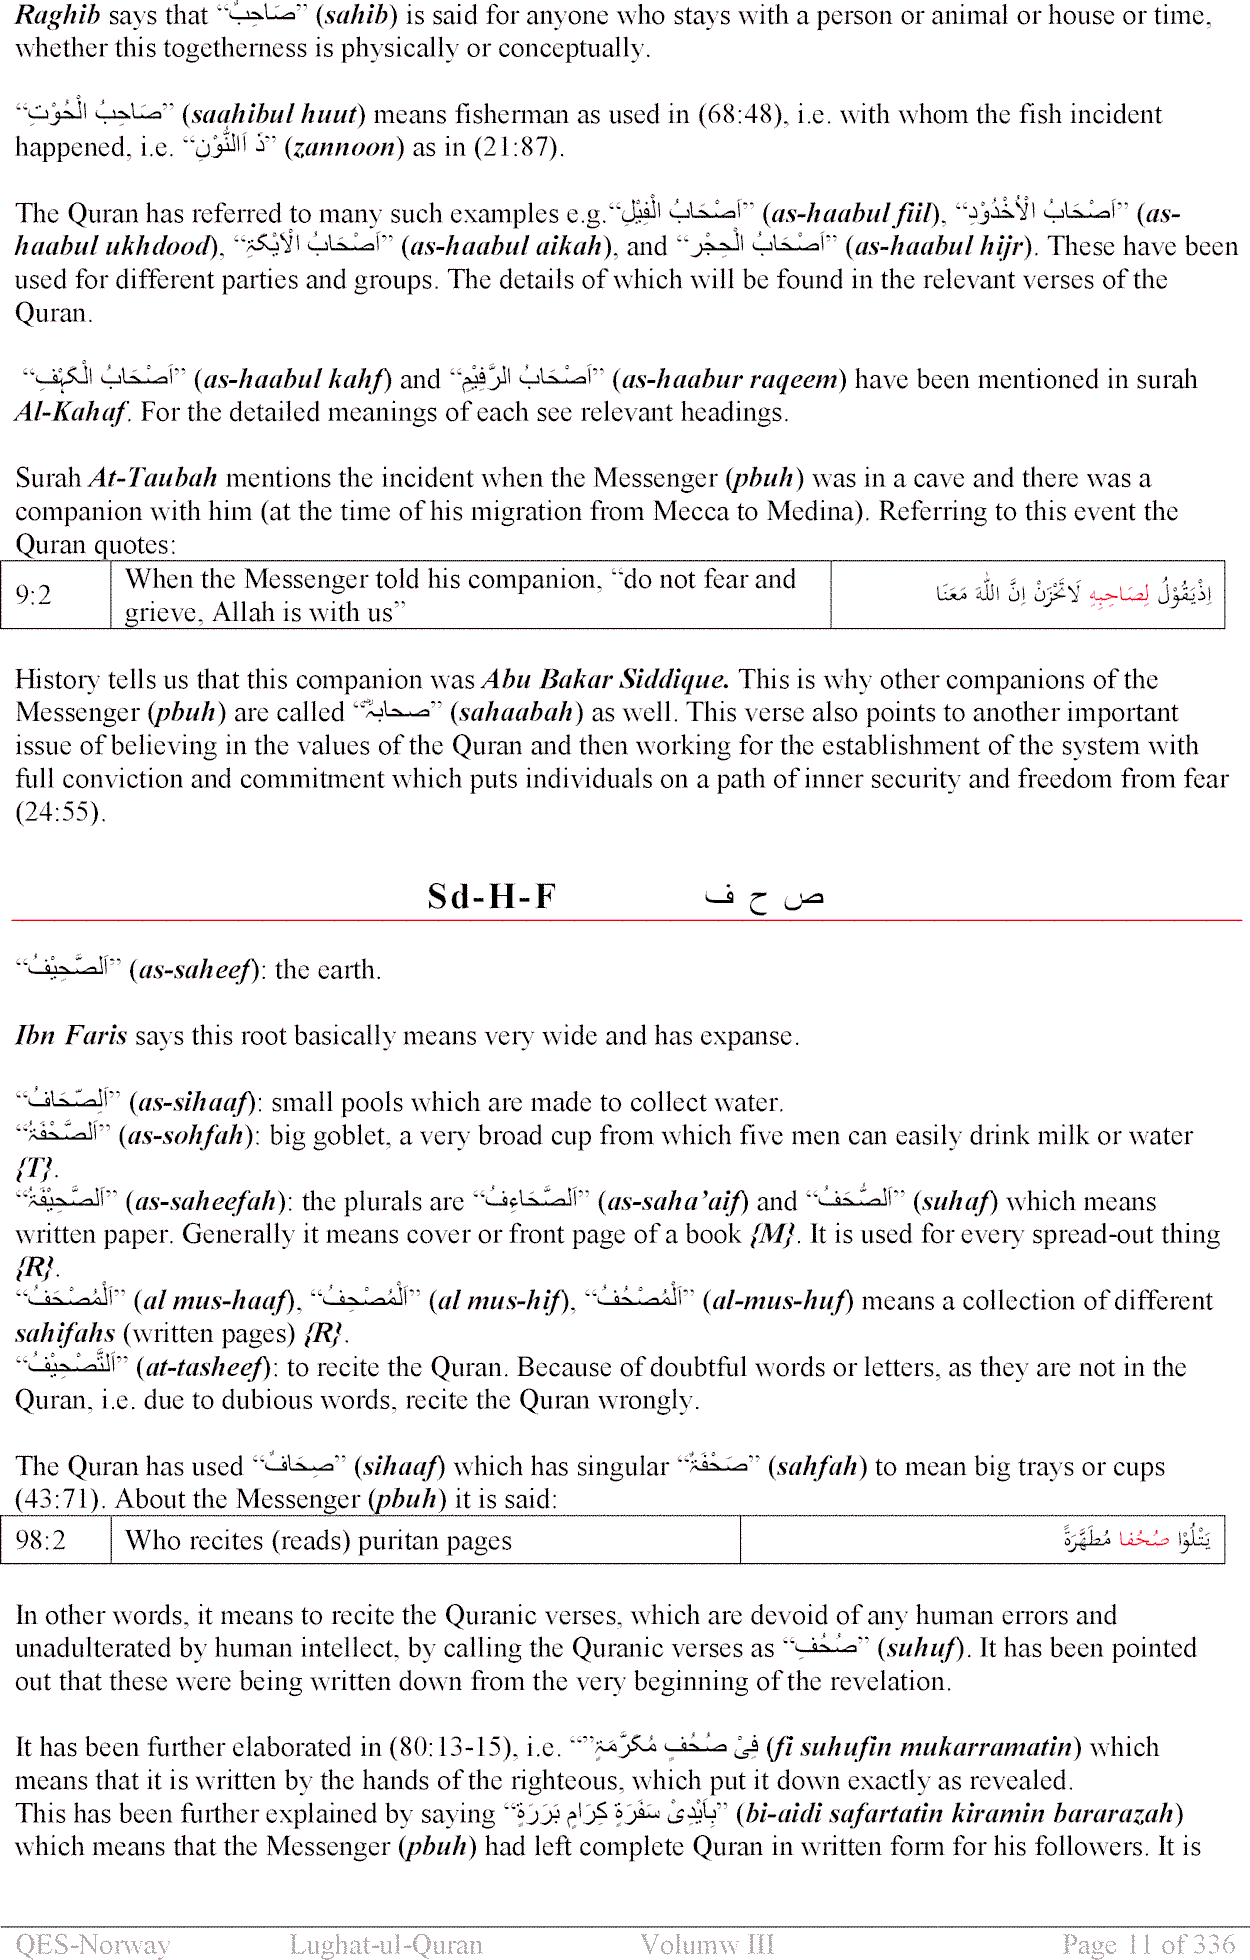 Raghib says that “صَاحِبٌ” (sahib) is said for anyone who stays with a person or animal or house or time,
whether this togetherness is physically or conceptually.
“صَاحِبُ الْحُوْتِ” (saahibul huut) means fisherman as used in (68:48), i.e. with whom the fish incident
happened, i.e. “ذَ االنُّوْنِ” (zannoon) as in (21:87).
The Quran has referred to many such examples e.g.“اَصْحَابُ الْفِيْلِ” (as-haabul fiil), “اَصْحَابُ الْاُخْدُوْدِ” (as-
haabul ukhdood), “اَصْحَابُ الْاَيْكَۃِ” (as-haabul aikah), and “اَصْحَابُ الْحِجْرِ” (as-haabul hijr). These have been
used for different parties and groups. The details of which will be found in the relevant verses of the
Quran.
“اَصْحَابُ الْكَہْفِ” (as-haabul kahf) and “اَصْحَابُ الرَّقِيْمِ” (as-haabur raqeem) have been mentioned in surah
Al-Kahaf. For the detailed meanings of each see relevant headings.
Surah At-Taubah mentions the incident when the Messenger (pbuh) was in a cave and there was a
companion with him (at the time of his migration from Mecca to Medina). Referring to this event the
Quran quotes:
9:2 When the Messenger told his companion, “do not fear and اِذْيَقُوْلُ لِصَاحِبِهِ لَاتَحْزَنْ اِنَّ اللّٰہَ مَعَنَا
grieve, Allah is with us”
History tells us that this companion was Abu Bakar Siddique. This is why other companions of the
Messenger (pbuh) are called “صحابہؓ” (sahaabah) as well. This verse also points to another important
issue of believing in the values of the Quran and then working for the establishment of the system with
full conviction and commitment which puts individuals on a path of inner security and freedom from fear
(24:55).
Sd-H-F ص ح ف
“اَلصَّحِيْفُ” (as-saheef): the earth.
Ibn Faris says this root basically means very wide and has expanse.
“اَلصِّحَافُ” (as-sihaaf): small pools which are made to collect water.
“اَلصَّحْفَۃُ” (as-sohfah): big goblet, a very broad cup from which five men can easily drink milk or water
{T}.
“اَلصَّحِيْفَۃُ” (as-saheefah): the plurals are “اَلصَّحَاءِفُ” (as-saha’aif) and “اَلصُّحَفُ” (suhaf) which means
written paper. Generally it means cover or front page of a book {M}. It is used for every spread-out thing
{R}.
“اَلْمُصْحَفُ” (al mus-haaf), “اَلْمُصْحِفُ” (al mus-hif), “اَلْمُصْحُفُ” (al-mus-huf) means a collection of different
sahifahs (written pages) {R}.
“اَلتَّصْحِيْفُ” (at-tasheef): to recite the Quran. Because of doubtful words or letters, as they are not in the
Quran, i.e. due to dubious words, recite the Quran wrongly.
The Quran has used “صِحَافٌ” (sihaaf) which has singular “صَحْفَۃٌ” (sahfah) to mean big trays or cups
(43:71). About the Messenger (pbuh) it is said:
98:2 Who recites (reads) puritan pages يَتْلُوْا صُحُفا مُطَهَّرَةً
In other words, it means to recite the Quranic verses, which are devoid of any human errors and
unadulterated by human intellect, by calling the Quranic verses as “صُحُفِ” (suhuf). It has been pointed
out that these were being written down from the very beginning of the revelation.
It has been further elaborated in (80:13-15), i.e. “”فِیْ صُحُفٍ مُکَرَّمَۃٍ (fi suhufin mukarramatin) which
means that it is written by the hands of the righteous, which put it down exactly as revealed.
This has been further explained by saying “بِاَيْدِیْ سَفَرَۃٍ كِرَامٍ بَرَرَۃٍ” (bi-aidi safartatin kiramin bararazah)
which means that the Messenger (pbuh) had left complete Quran in written form for his followers. It is
QES-Norway Lughat-ul-Quran Volumw III Page 11 of 336